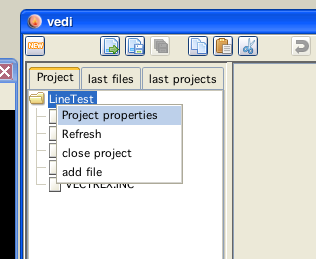 vedi
NEW
Project last files last projects
LineTest
Project properties
Refresh
close project
add file
VECTREX.INC